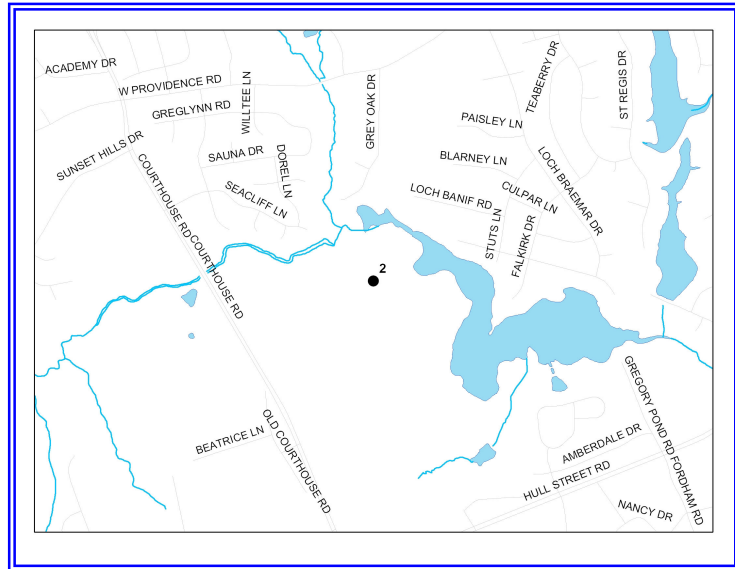 ACADEMY DR
W PROVIDENCE RD
GREGLYNN RD
WILLTEE LN
SUNSET HILLS DR
SAUNA DR
DOREL LN
SEACLIFF LN
COURTHOUSE RD
COURTHOUSE RD
GREY OAK DR
TEABERRY DR
ST REGIS DR
PAISLEY LN
BLARNEY LN
LOCH BRAEMAR DR
LOCH BANIF RD
CULPAR LN
STUTS LN
FALKIRK DR
2
BEATRICE LN
OLD COURTHOUSE RD
GREGORY POND RD
FORDHAM RD
AMBERDALE DR
HULL STREET RD
NANCY DR